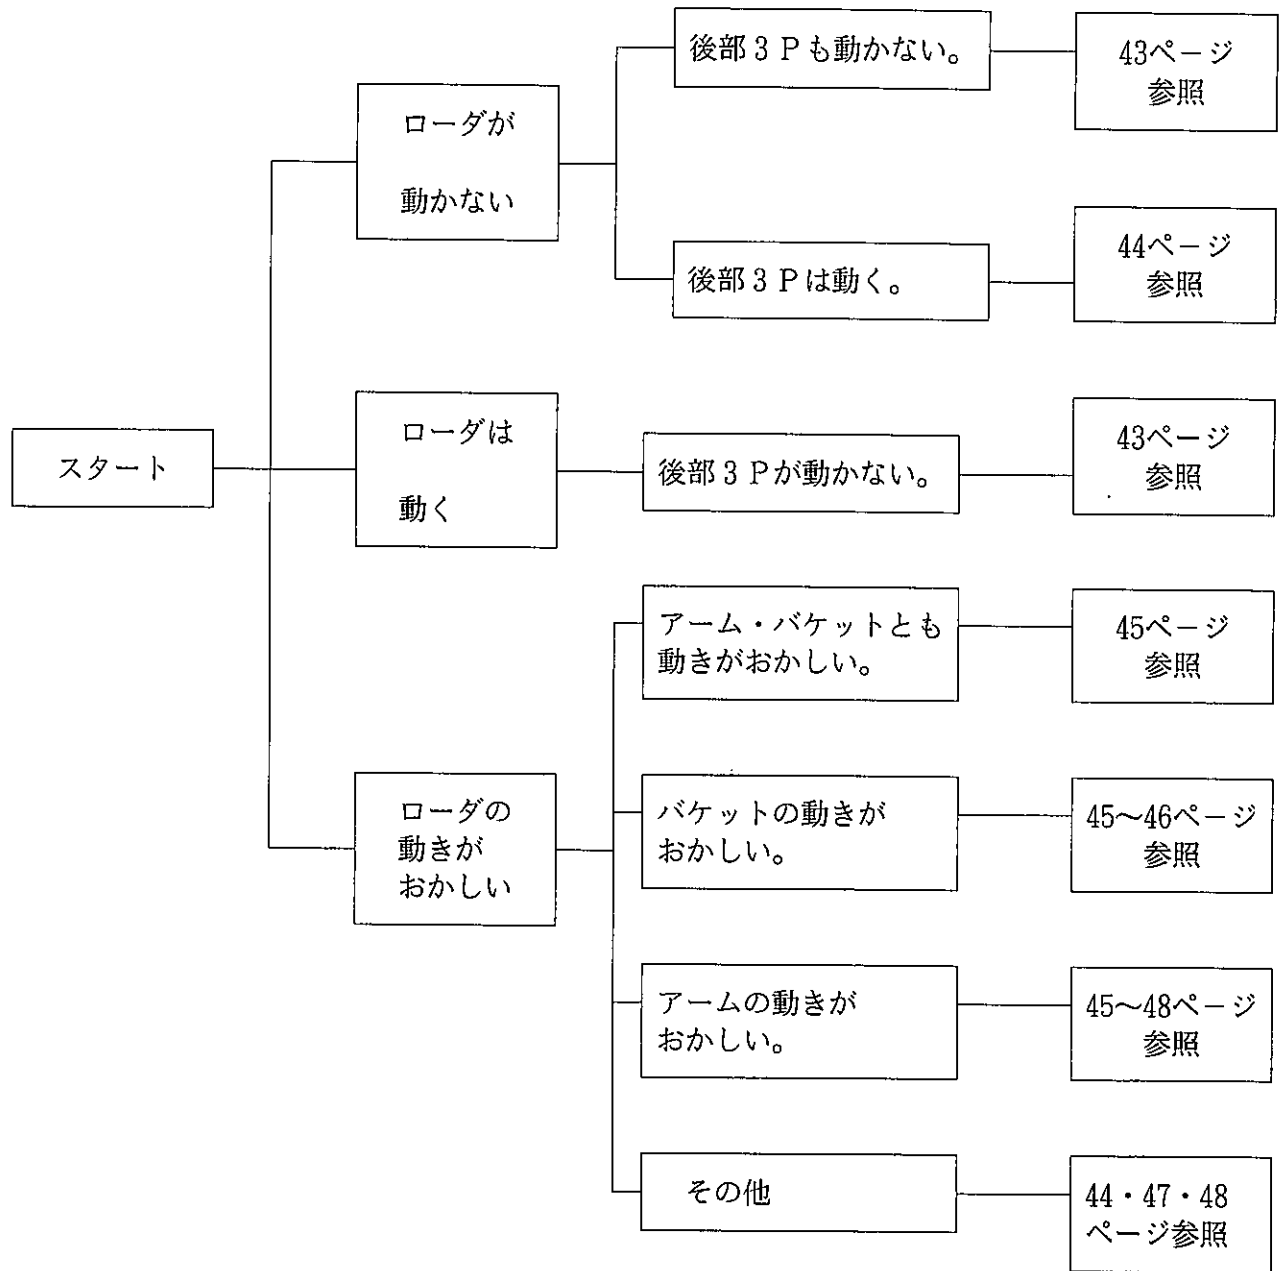 スタート
ローダが
動かない
後部3Pも動かない。
43ページ
参照
後部3Pは動く。
44ページ
参照
ローダは
動く
後部3Pが動かない。
43ページ
参照
ローダの
動きが
おかしい
アーム・バケットとも
動きがおかしい。
45ページ
参照
バケットの動きが
おかしい。
45〜46ページ
参照
アームの動きが
おかしい。
45〜48ページ
参照
その他
44・47・48
ページ参照